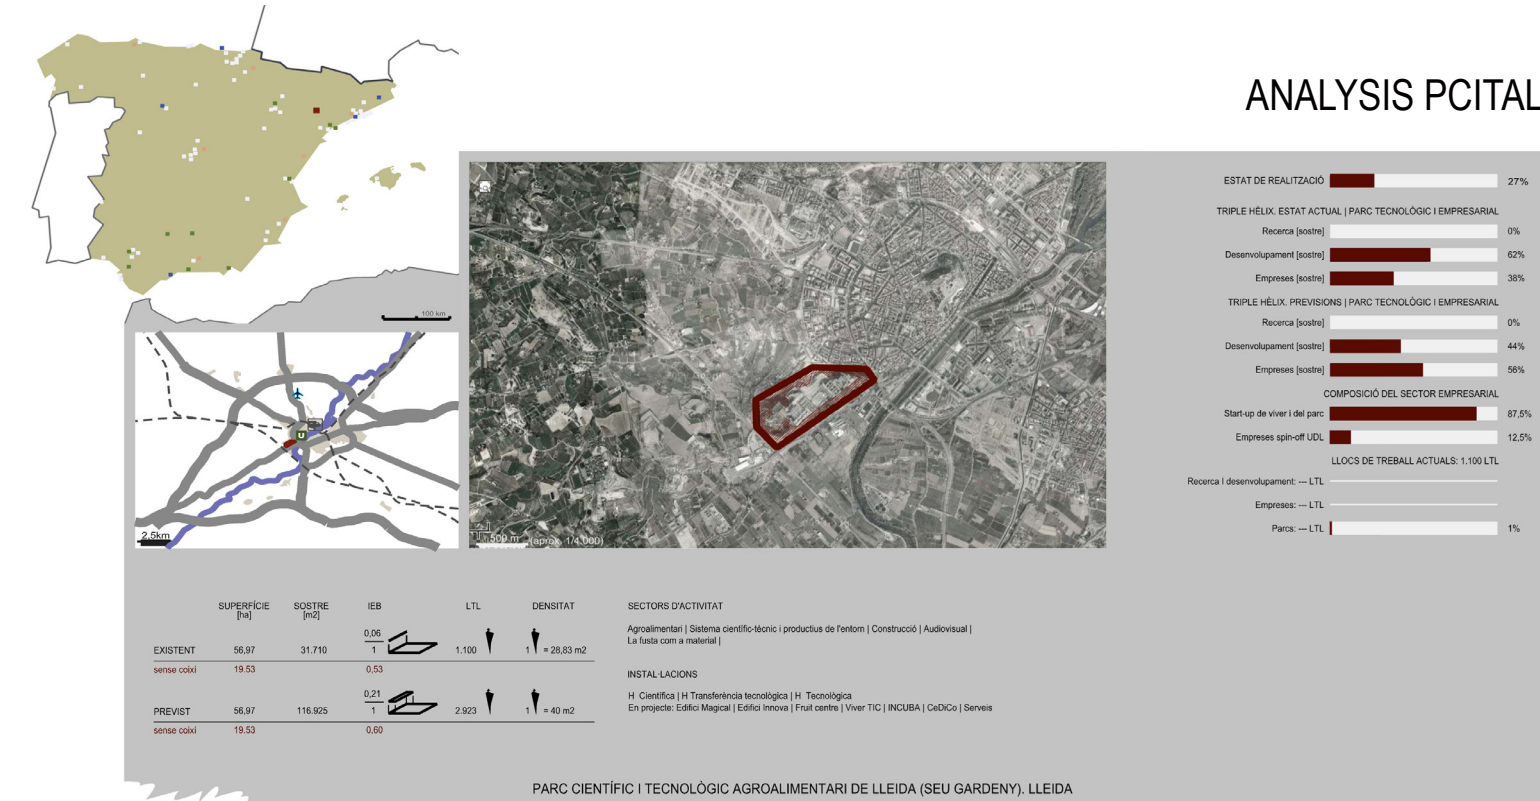 ANALYSIS PCITAL
100 km
2,5km
U
500 m (aprox. 1/4.000)
ESTAT DE REALITZACIÓ 27%
TRIPLE HÈLIX. ESTAT ACTUAL | PARC TECNOLÒGIC I EMPRESARIAL
Recerca [sostre] 0%
Desenvolupament [sostre] 62%
Empreses [sostre] 38%
TRIPLE HÈLIX. PREVISIONS | PARC TECNOLÒGIC I EMPRESARIAL
Recerca [sostre] 0%
Desenvolupament [sostre] 44%
Empreses [sostre] 56%
COMPOSICIÓ DEL SECTOR EMPRESARIAL
Start-up de viver i del parc 87,5%
Empreses spin-off UDL 12,5%
LLOCS DE TREBALL ACTUALS: 1.100 LTL
Recerca I desenvolupament: --- LTL
Empreses: --- LTL
Parcs: --- LTL 1%
SUPERFÍCIE [ha] SOSTRE [m2] IEB LTL DENSITAT
EXISTENT 56,97 31.710 0,06 1 1.100 1 = 28,83 m2
sense coixí 19.53 0,53
PREVIST 56,97 116.925 0,21 1 2.923 1 = 40 m2
sense coixí 19.53 0,60
SECTORS D'ACTIVITAT
Agroalimentari | Sistema científic-tècnic i productius de l'entorn | Construcció | Audiovisual |
La fusta com a material |
INSTAL·LACIONS
H Científica | H Transferència tecnológica | H Tecnológica
En projecte: Edifici Magical | Edifici Innova | Fruit centre | Viver TIC | INCUBA | CeDiCo | Serveis
PARC CIENTÍFIC I TECNOLÒGIC AGROALIMENTARI DE LLEIDA (SEU GARDENY). LLEIDA